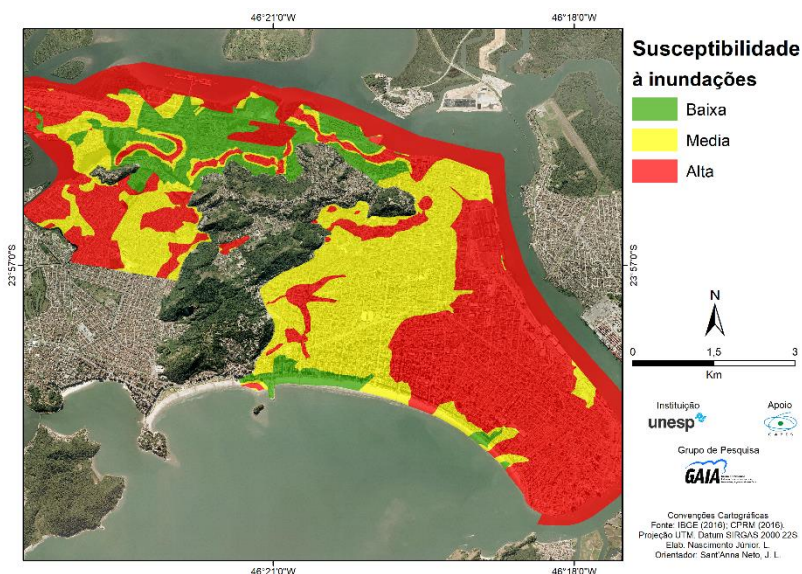 46°21'0"W
46°18'0"W
Susceptibilidade
à inundações
Baixa
Media
Alta
23°57'0"S
23°57'0"S
N
0
1,5
3
Km
Instituição
Apoio
unesp
CAPES
Grupo de Pesquisa
GAIA
Convenções Cartográficas
Fonte: IBGE (2016); CPRM (2016).
Projeção UTM. Datum SIRGAS 2000 22S
Elab. Nascimento Júnior, L.
Orientador: Sant'Anna Neto, J. L.
46°21'0"W
46°18'0"W